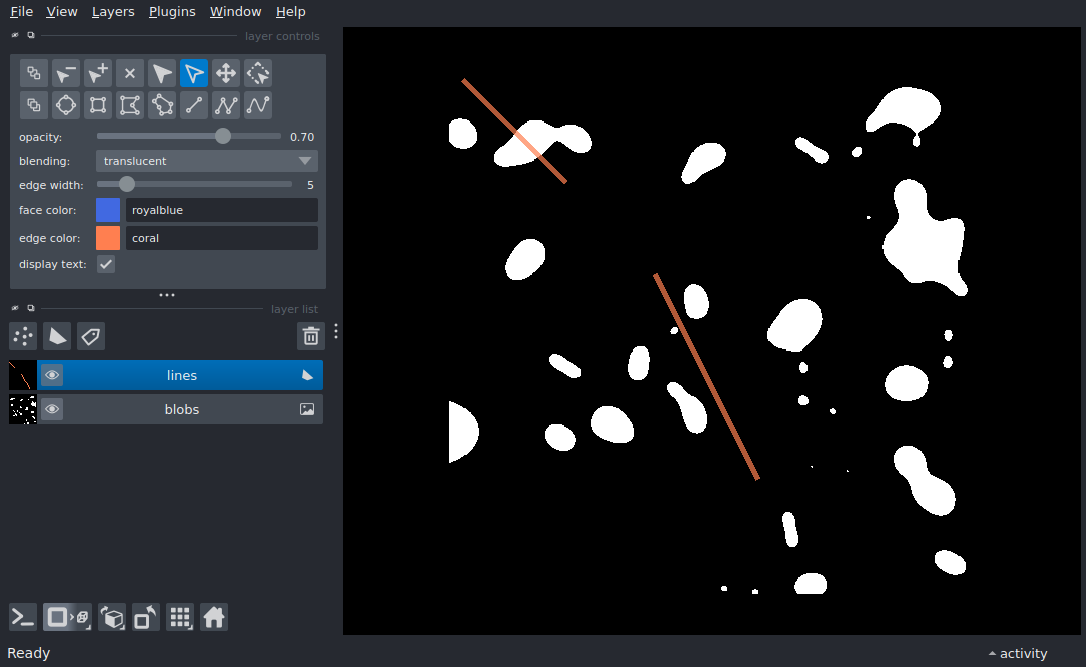 File View Layers Plugins Window Help
layer controls
opacity: 0.70
blending: translucent
edge width: 5
face color: royalblue
edge color: coral
display text:
layer list
lines
blobs
Ready
activity